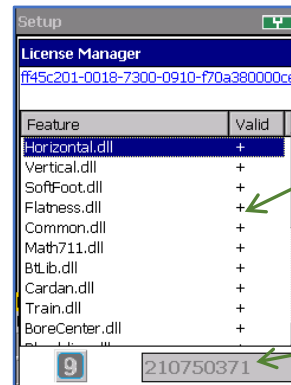 Setup
License Manager
ff45c201-0018-7300-0910-f70a380000c
Feature Valid
Horizontal.dll +
Vertical.dll +
SoftFoot.dll +
Flatness.dll +
Common.dll +
Math711.dll +
BtLib.dll +
Cardan.dll +
Train.dll +
BoreCenter.dll +
9
210750371